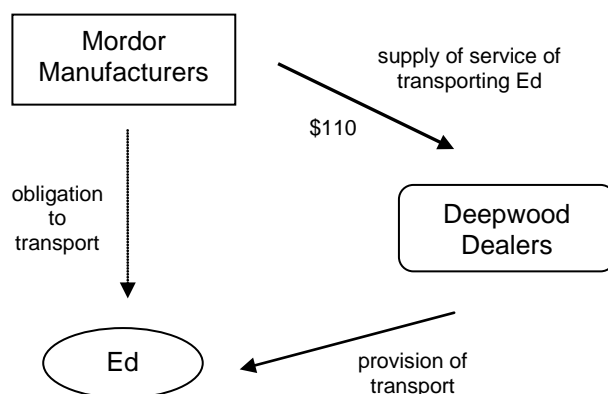 Mordor
Manufacturers
supply of service of
transporting Ed
$110
obligation
to
transport
Deepwood
Dealers
Ed
provision of
transport